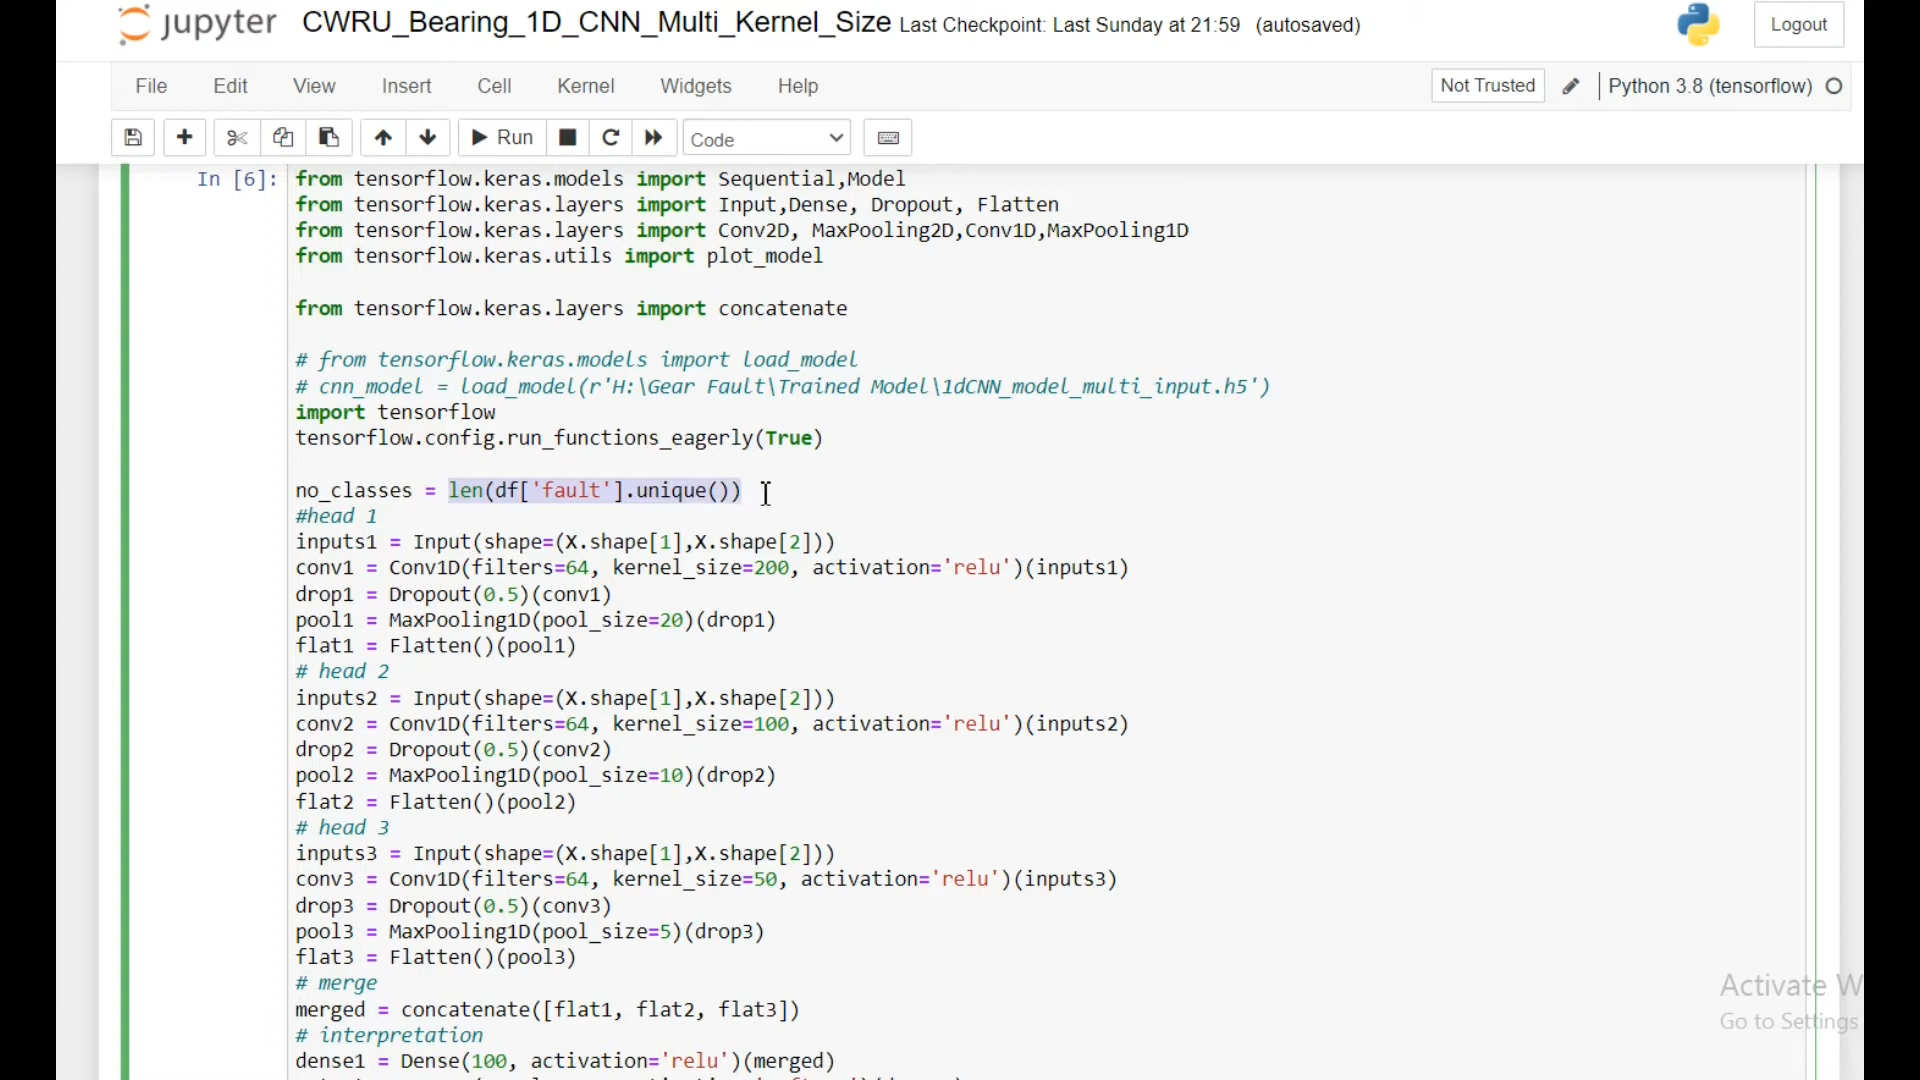 jupyter CWRU_Bearing_1D_CNN_Multi_Kernel_Size Last Checkpoint: Last Sunday at 21:59 (autosaved) Logout
File Edit View Insert Cell Kernel Widgets Help Not Trusted Python 3.8 (tensorflow)
Run Code
In [6]: from tensorflow.keras.models import Sequential,Model
from tensorflow.keras.layers import Input,Dense, Dropout, Flatten
from tensorflow.keras.layers import Conv2D, MaxPooling2D,Conv1D,MaxPooling1D
from tensorflow.keras.utils import plot_model
from tensorflow.keras.layers import concatenate
# from tensorflow.keras.models import load_model
# cnn_model = load_model(r'H:\Gear Fault\Trained Model\1dCNN_model_multi_input.h5')
import tensorflow
tensorflow.config.run_functions_eagerly(True)
no_classes = len(df['fault'].unique())
#head 1
inputs1 = Input(shape=(X.shape[1],X.shape[2]))
conv1 = Conv1D(filters=64, kernel_size=200, activation='relu')(inputs1)
drop1 = Dropout(0.5)(conv1)
pool1 = MaxPooling1D(pool_size=20)(drop1)
flat1 = Flatten()(pool1)
# head 2
inputs2 = Input(shape=(X.shape[1],X.shape[2]))
conv2 = Conv1D(filters=64, kernel_size=100, activation='relu')(inputs2)
drop2 = Dropout(0.5)(conv2)
pool2 = MaxPooling1D(pool_size=10)(drop2)
flat2 = Flatten()(pool2)
# head 3
inputs3 = Input(shape=(X.shape[1],X.shape[2]))
conv3 = Conv1D(filters=64, kernel_size=50, activation='relu')(inputs3)
drop3 = Dropout(0.5)(conv3)
pool3 = MaxPooling1D(pool_size=5)(drop3)
flat3 = Flatten()(pool3)
# merge
merged = concatenate([flat1, flat2, flat3])
# interpretation
dense1 = Dense(100, activation='relu')(merged)
Activate W
Go to Settings